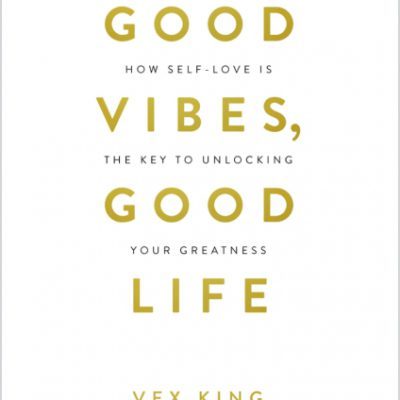 GOOD
HOW SELF-LOVE IS
VIBES,
THE KEY TO UNLOCKING
GOOD
YOUR GREATNESS
LIFE
VEX KING